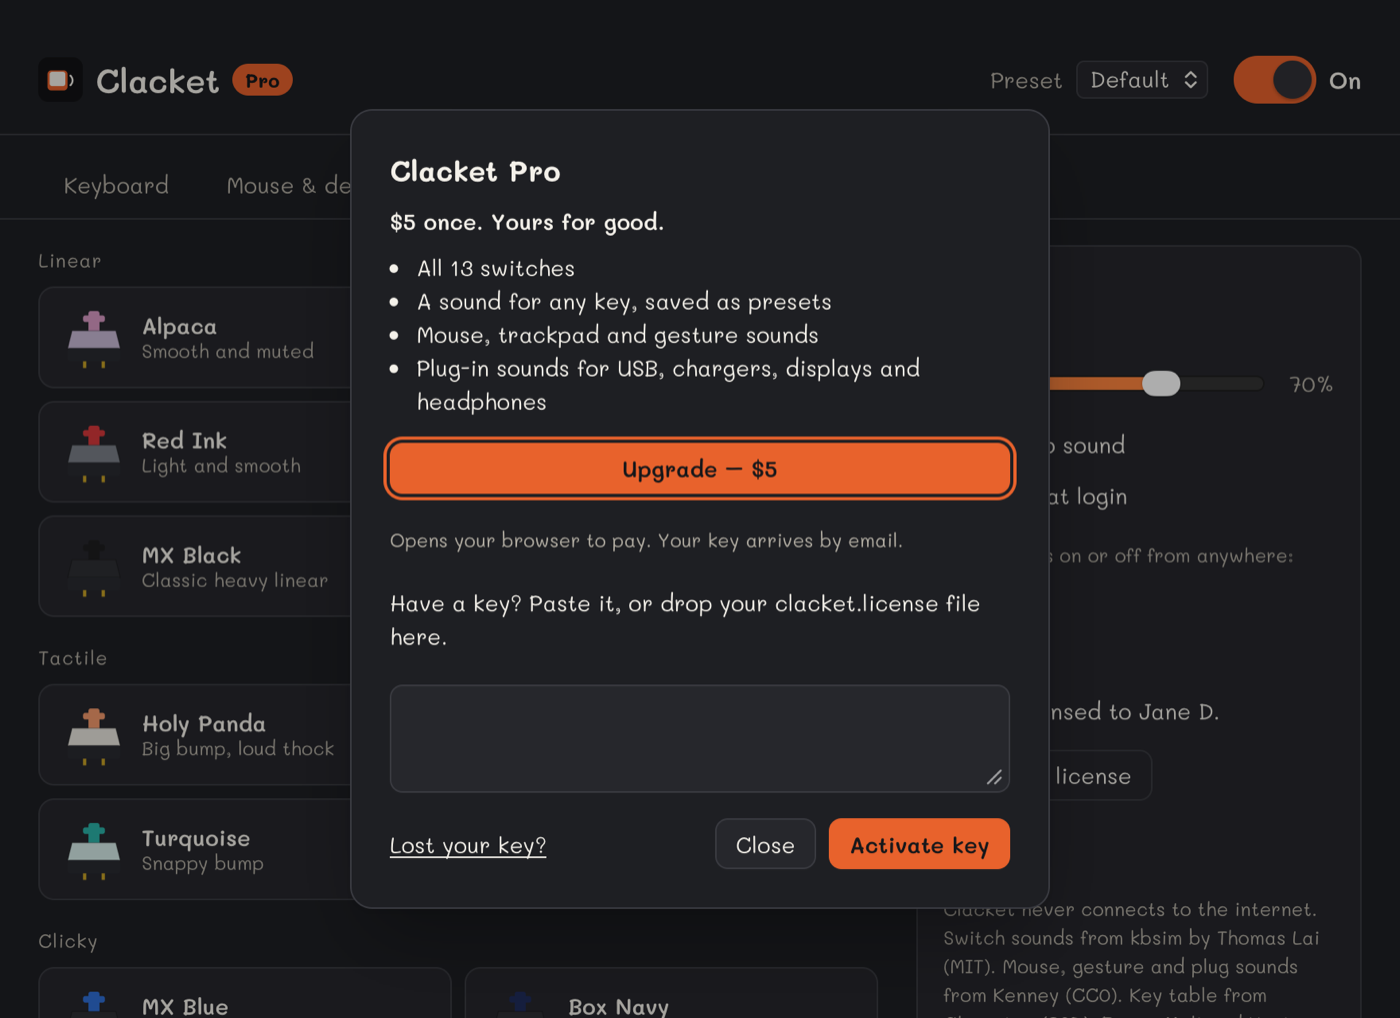 Clacket Pro
Preset Default On
Keyboard Mouse & de
Linear
Alpaca
Smooth and muted
Red Ink
Light and smooth
MX Black
Classic heavy linear
Tactile
Holy Panda
Big bump, loud thock
Turquoise
Snappy bump
Clicky
MX Blue
Box Navy
Clacket Pro
$5 once. Yours for good.
All 13 switches
A sound for any key, saved as presets
Mouse, trackpad and gesture sounds
Plug-in sounds for USB, chargers, displays and
headphones
Upgrade — $5
Opens your browser to pay. Your key arrives by email.
Have a key? Paste it, or drop your clacket.license file
here.
Lost your key? Close Activate key
70%
sound
at login
on or off from anywhere:
nsed to Jane D.
license
Clacket never connects to the internet.
Switch sounds from kbsim by Thomas Lai
(MIT). Mouse, gesture and plug sounds
from Kenney (CC0). Key table from